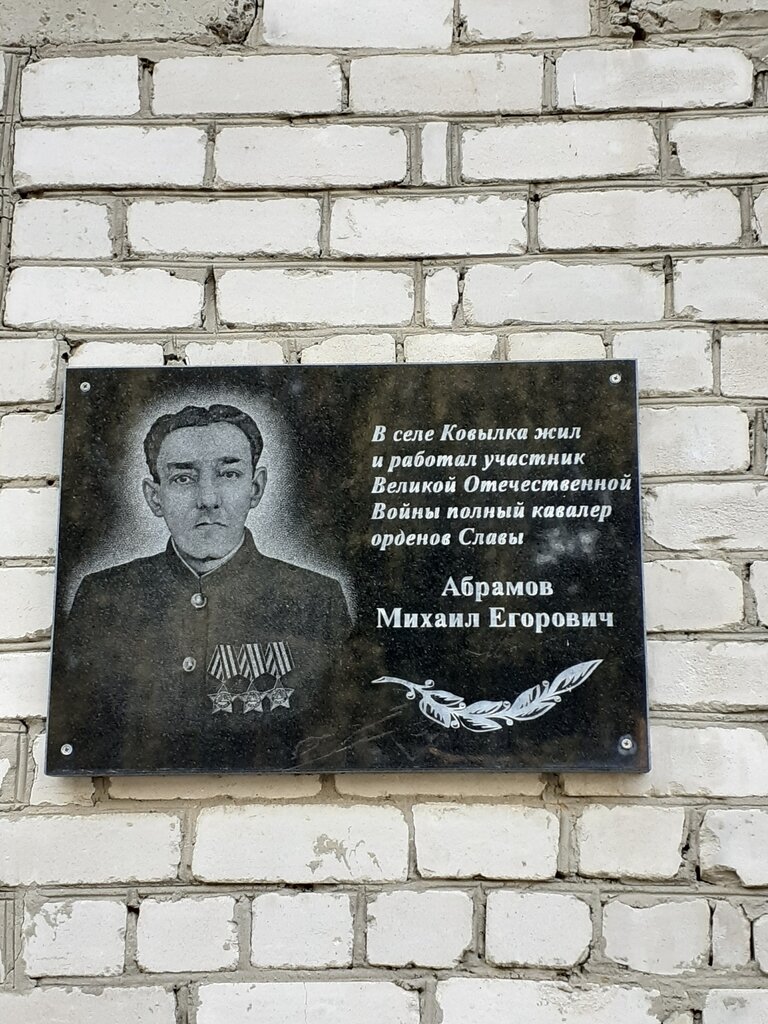 В селе Ковылка жил
и работал участник
Великой Отечественной
Войны полный кавалер
орденов Славы
Абрамов
Михаил Егорович